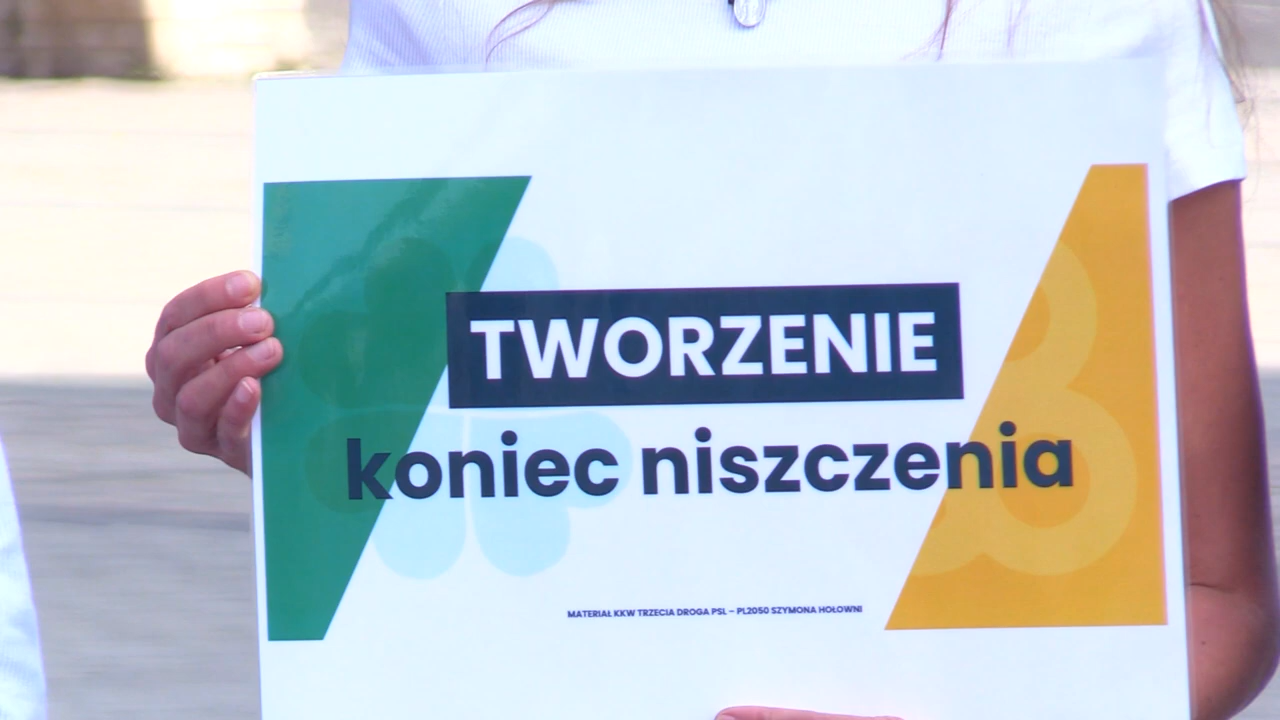 TWORZENIE
koniec niszczenia
MATERIAŁ KKW TRZECIA DROGA PSL – PL2050 SZYMONA HOŁOWNI